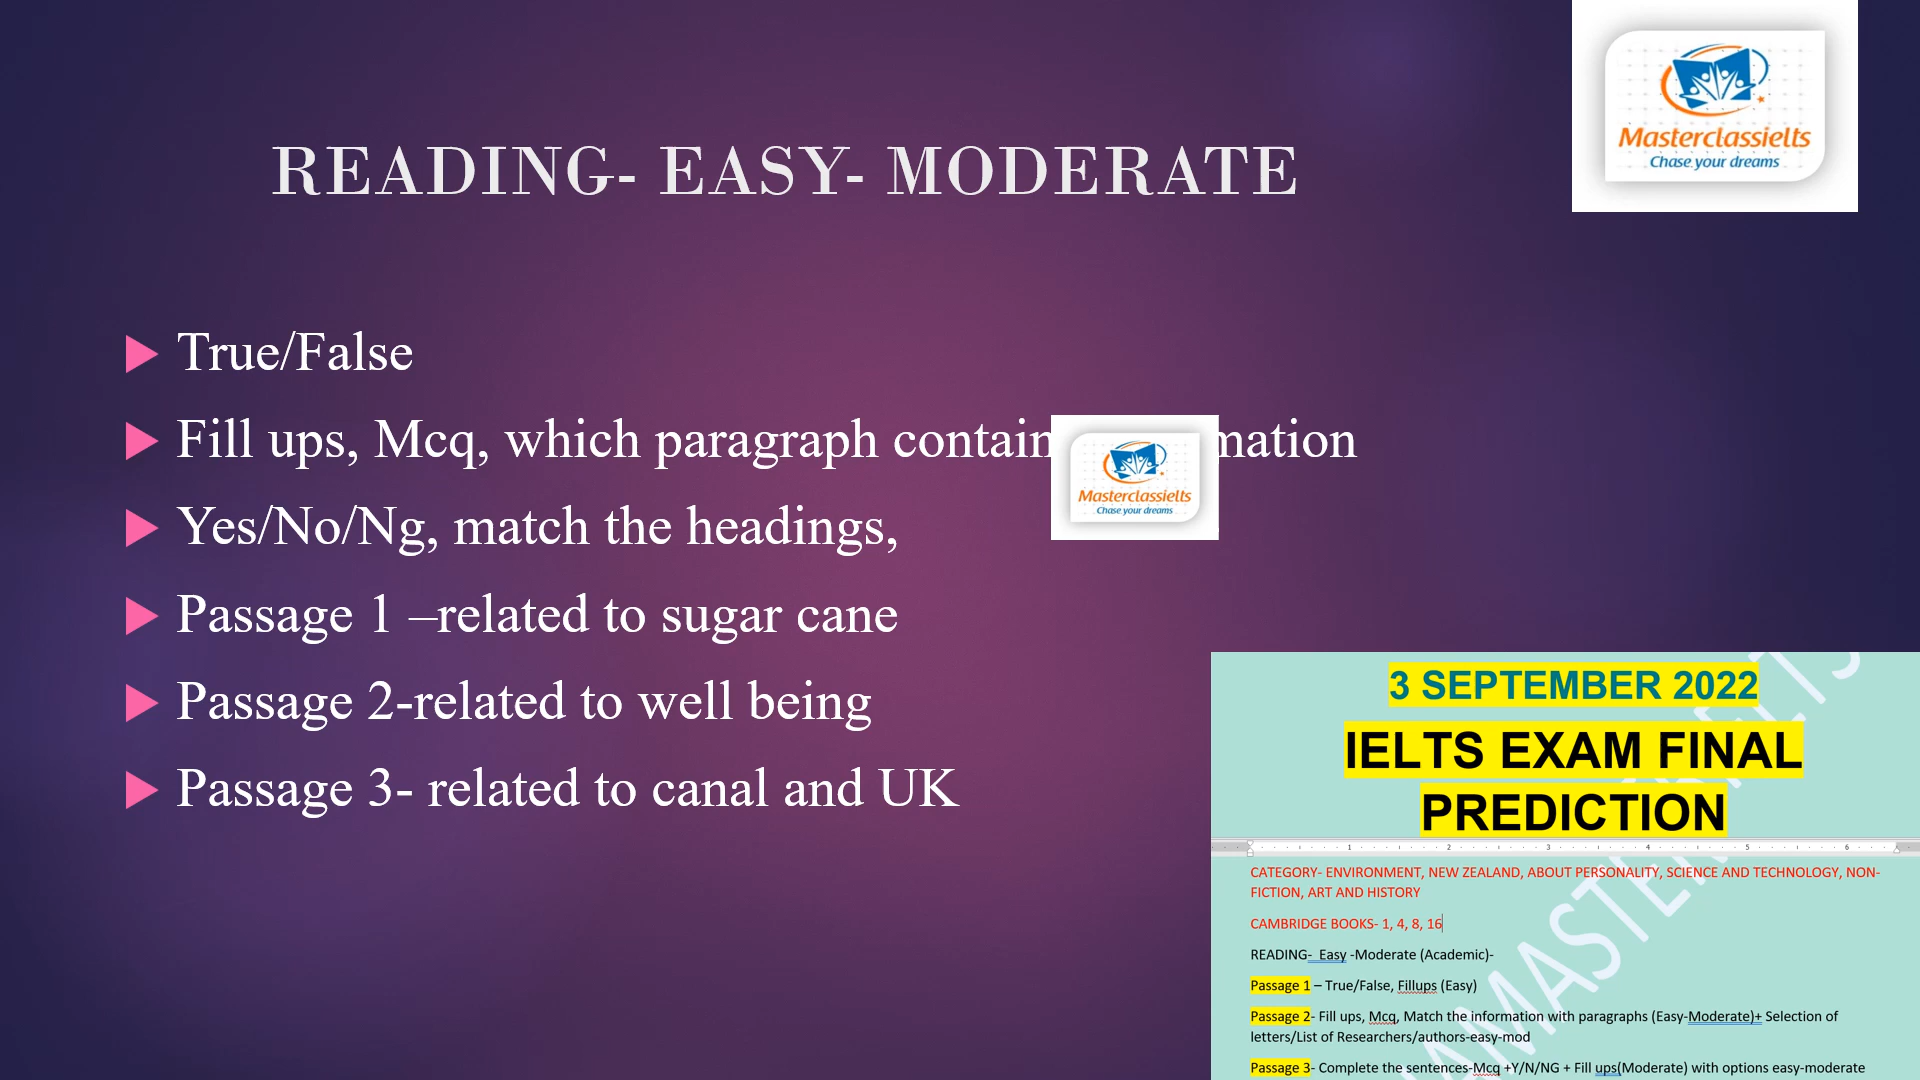 READING- EASY- MODERATE
Masterclassielts
Chase your dreams
True/False
Fill ups, Mcq, which paragraph contain mation
Masterclassielts
Chase your dreams
Yes/No/Ng, match the headings,
Passage 1 –related to sugar cane
Passage 2-related to well being
Passage 3- related to canal and UK
3 SEPTEMBER 2022
IELTS EXAM FINAL
PREDICTION
1 2 3 4 5 6
CATEGORY- ENVIRONMENT, NEW ZEALAND, ABOUT PERSONALITY, SCIENCE AND TECHNOLOGY, NON-
FICTION, ART AND HISTORY
CAMBRIDGE BOOKS- 1, 4, 8, 16
READING- Easy -Moderate (Academic)-
Passage 1 – True/False, Fillups (Easy)
Passage 2- Fill ups, Mcq, Match the information with paragraphs (Easy-Moderate)+ Selection of
letters/List of Researchers/authors-easy-mod
Passage 3- Complete the sentences-Mcq +Y/N/NG + Fill ups(Moderate) with options easy-moderate